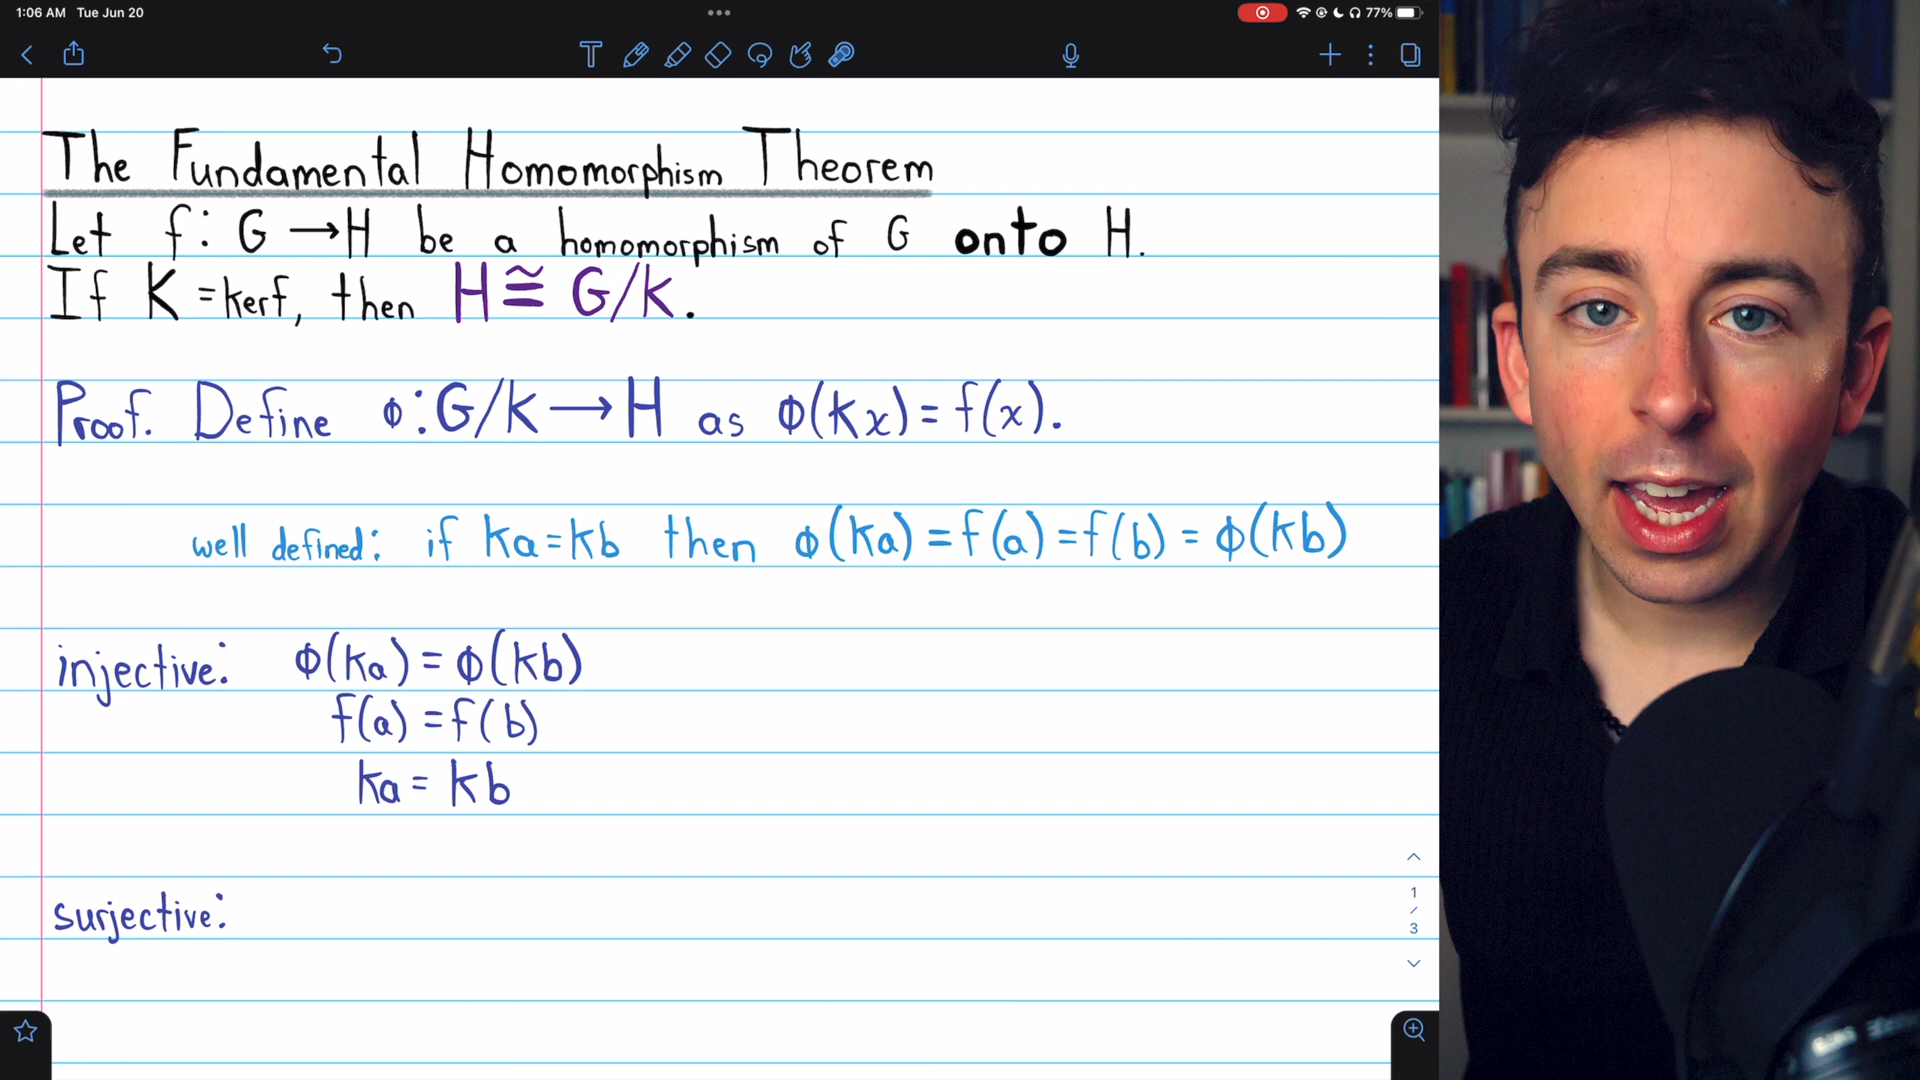 1:06 AM Tue Jun 20
77%
The Fundamental Homomorphism Theorem
Let f: G → H be a homomorphism of G onto H.
If K = kerf, then H ≅ G/K.
Proof. Define φ: G/K → H as φ(Kx) = f(x).
well defined: if Ka = Kb then φ(Ka) = f(a) = f(b) = φ(Kb)
injective: φ(Ka) = φ(Kb)
f(a) = f(b)
Ka = Kb
surjective:
1
/
3